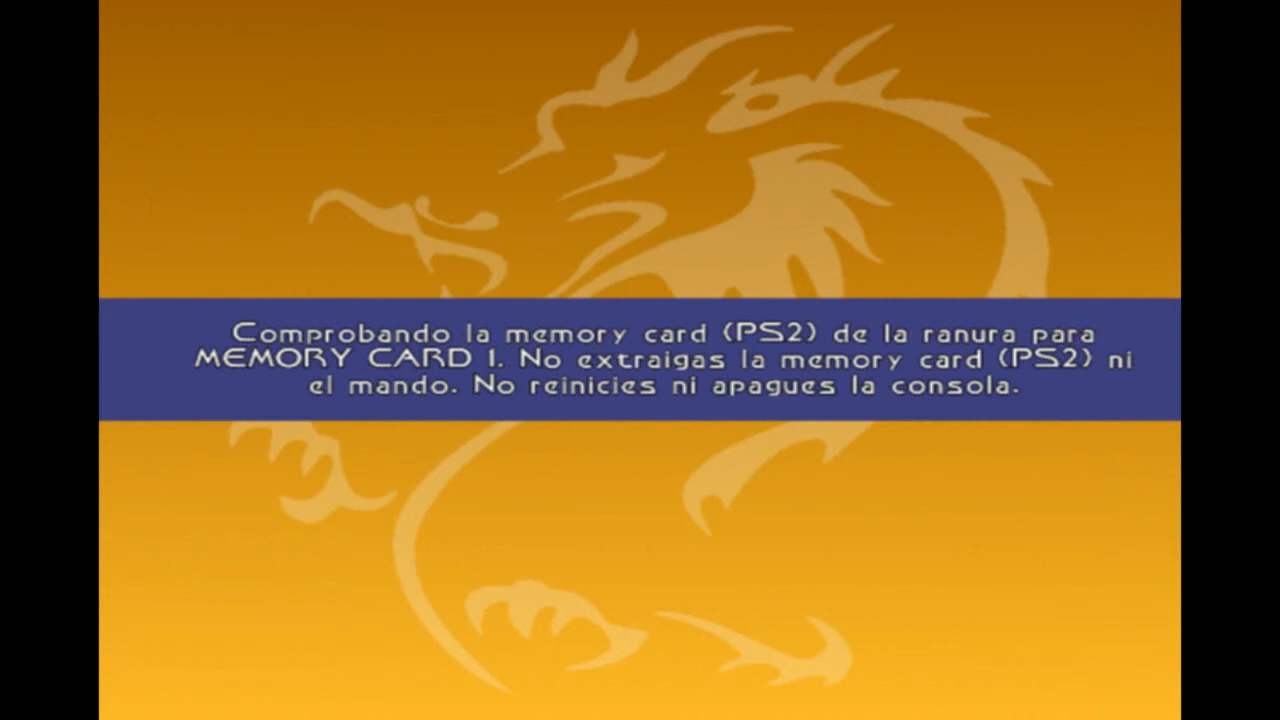 Comprobando la memory card (PS2) de la ranura para
MEMORY CARD 1. No extraigas la memory card (PS2) ni
el mando. No reinicies ni apagues la consola.